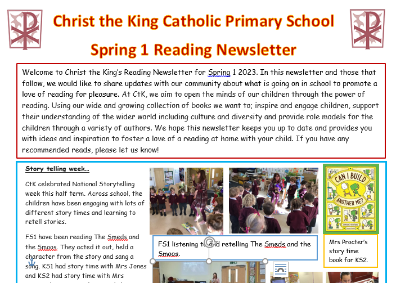 Christ the King Catholic Primary School
Spring 1 Reading Newsletter
Welcome to Christ the King's Reading Newsletter for Spring 1 2023. In this newsletter and those that
follow, we would like to share updates with our community about what is going on in school to promote a
love of reading for pleasure. At CtK, we aim to open the minds of our children through the power of
reading. Using our wide and growing collection of books we want to; inspire and engage children, support
their understanding of the wider world including culture and diversity and provide role models for the
children through a variety of authors. We hope this newsletter keeps you up to date and provides you
with ideas and inspiration to foster a love of a reading at home with your child. If you have any
recommended reads, please let us know!
Story telling week...
CtK celebrated National Storytelling
week this half term. Across school, the
children have been engaging with lots of
different story times and learning to
retell stories.
FS1 have been reading The Smeds and
the Smoos. They acted it out, held a
character from the story and sang a
song. KS1 had story time with Mrs Jones
and KS2 had story time with Mrs
FS1 listening to and retelling The Smeds and the
Smoos.
CAN I BUILD
ANOTHER ME?
Mrs Procter's
story time
book for KS2.